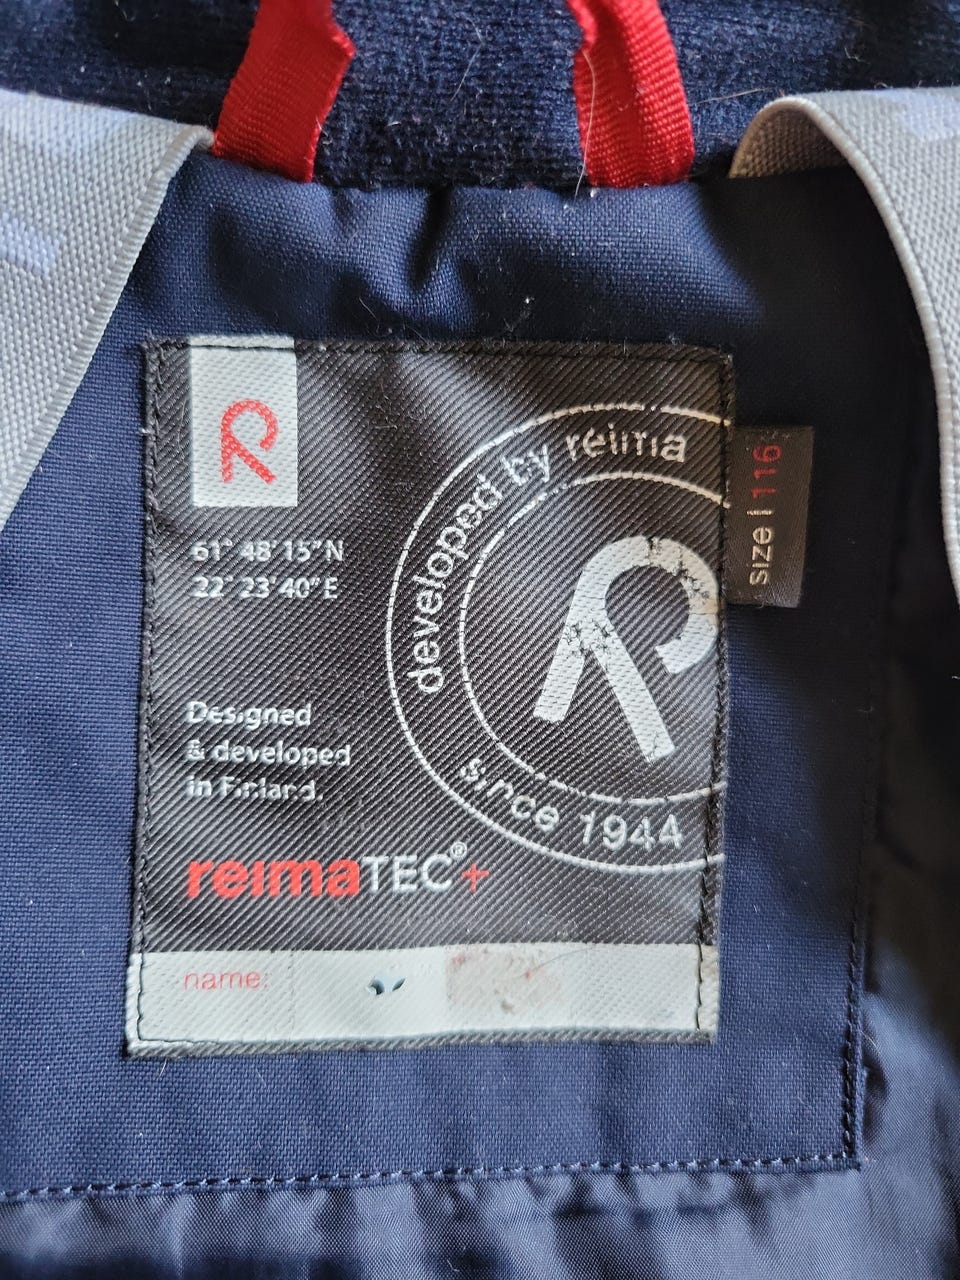 R
61° 48' 15" N
22° 23' 40" E
developed by reima
R
since 1944
size | 116
Designed
& developed
in Finland.
reimaTEC®+
name: